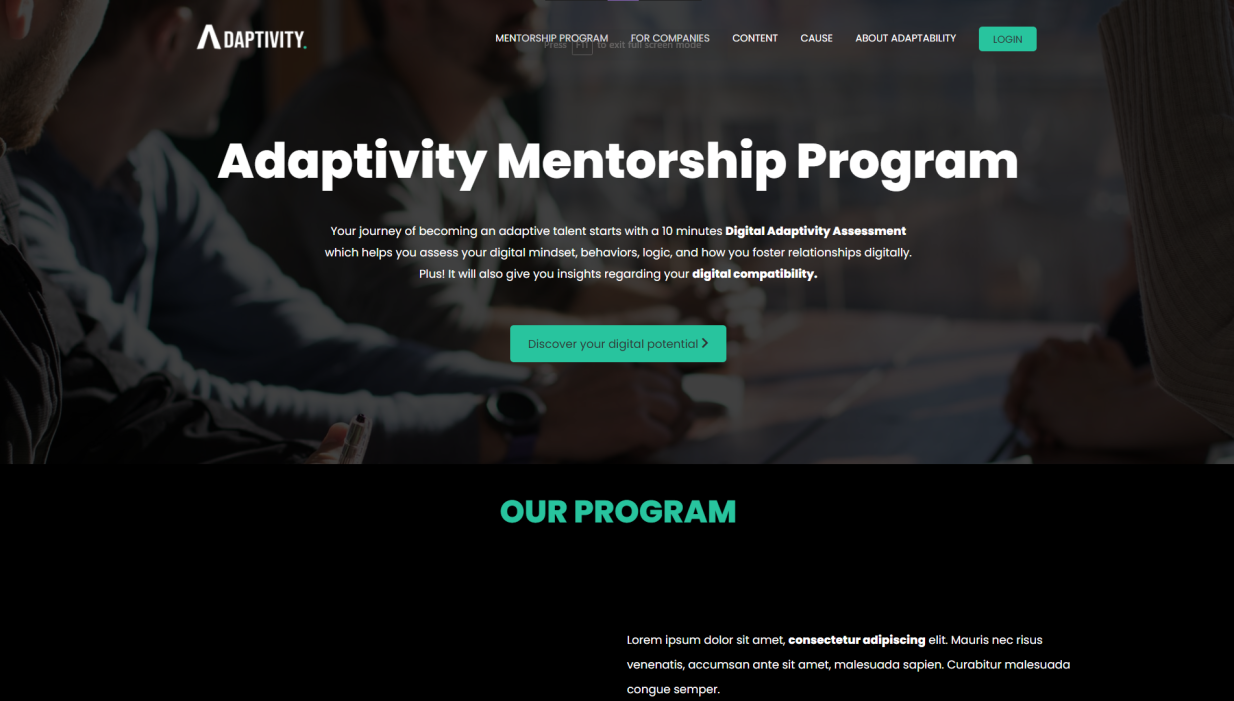 ADAPTIVITY.
MENTORSHIP PROGRAM FOR COMPANIES CONTENT CAUSE ABOUT ADAPTABILITY LOGIN
Press F11 to exit full screen mode
Adaptivity Mentorship Program
Your journey of becoming an adaptive talent starts with a 10 minutes Digital Adaptivity Assessment
which helps you assess your digital mindset, behaviors, logic, and how you foster relationships digitally.
Plus! It will also give you insights regarding your digital compatibility.
Discover your digital potential
OUR PROGRAM
Lorem ipsum dolor sit amet, consectetur adipiscing elit. Mauris nec risus
venenatis, accumsan ante sit amet, malesuada sapien. Curabitur malesuada
congue semper.